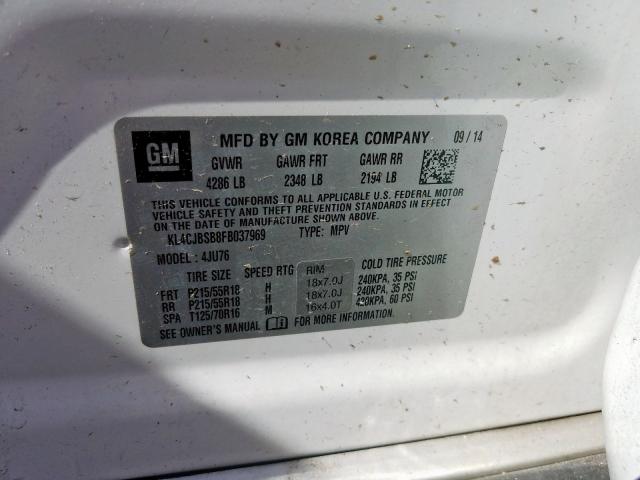 GM
MFD BY GM KOREA COMPANY 09/14
GVWR GAWR FRT GAWR RR
4286 LB 2348 LB 2194 LB
THIS VEHICLE CONFORMS TO ALL APPLICABLE U.S. FEDERAL MOTOR
VEHICLE SAFETY AND THEFT PREVENTION STANDARDS IN EFFECT
ON THE DATE OF MANUFACTURE SHOWN ABOVE.
KL4CJBSB8FB037969 TYPE: MPV
MODEL: 4JU76
TIRE SIZE SPEED RTG RIM COLD TIRE PRESSURE
FRT P215/55R18 H 18x7.0J 240KPA, 35 PSI
RR P215/55R18 H 18x7.0J 240KPA, 35 PSI
SPA T125/70R16 M 16x4.0T 420KPA, 60 PSI
SEE OWNER'S MANUAL FOR MORE INFORMATION.